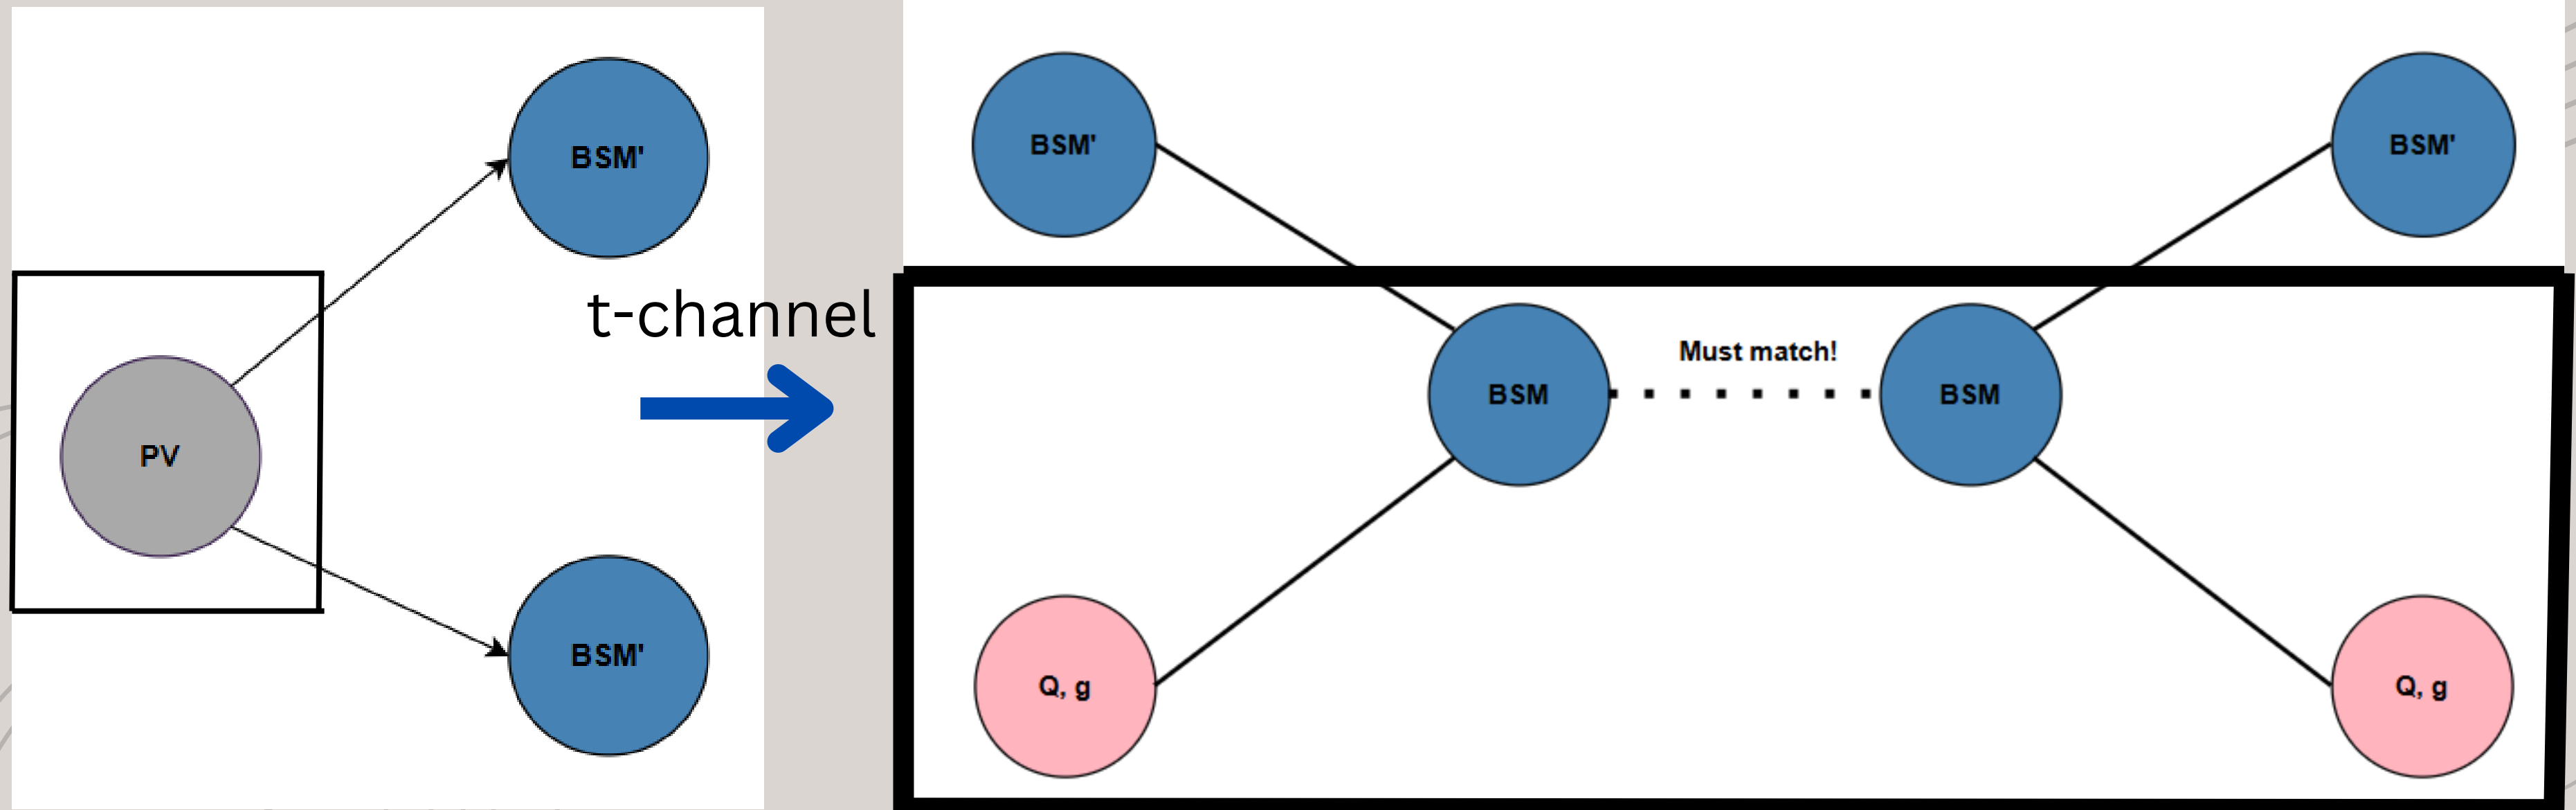 BSM'
PV
BSM'
t-channel
BSM'
BSM'
Must match!
BSM
BSM
Q, g
Q, g